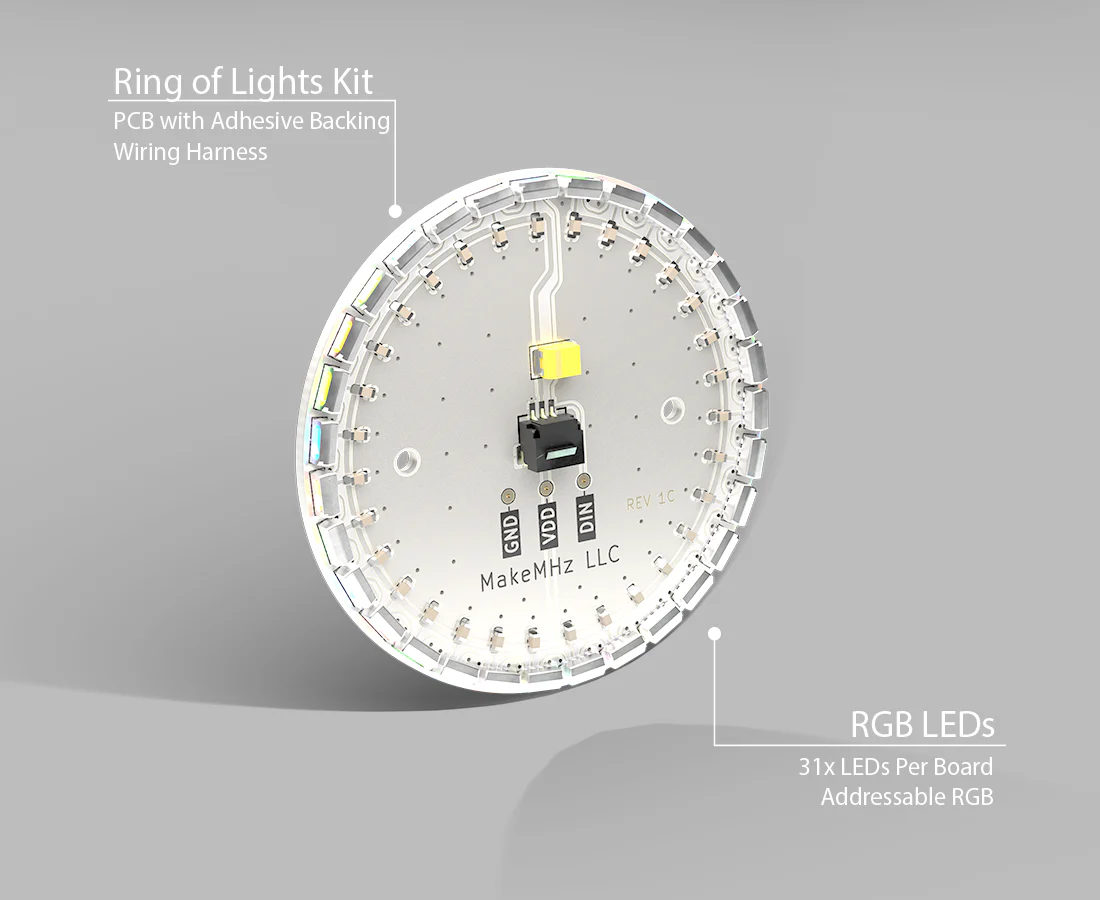 Ring of Lights Kit
PCB with Adhesive Backing
Wiring Harness
GND
VDD
DIN
REV 1C
MakeMHz LLC
RGB LEDs
31x LEDs Per Board
Addressable RGB